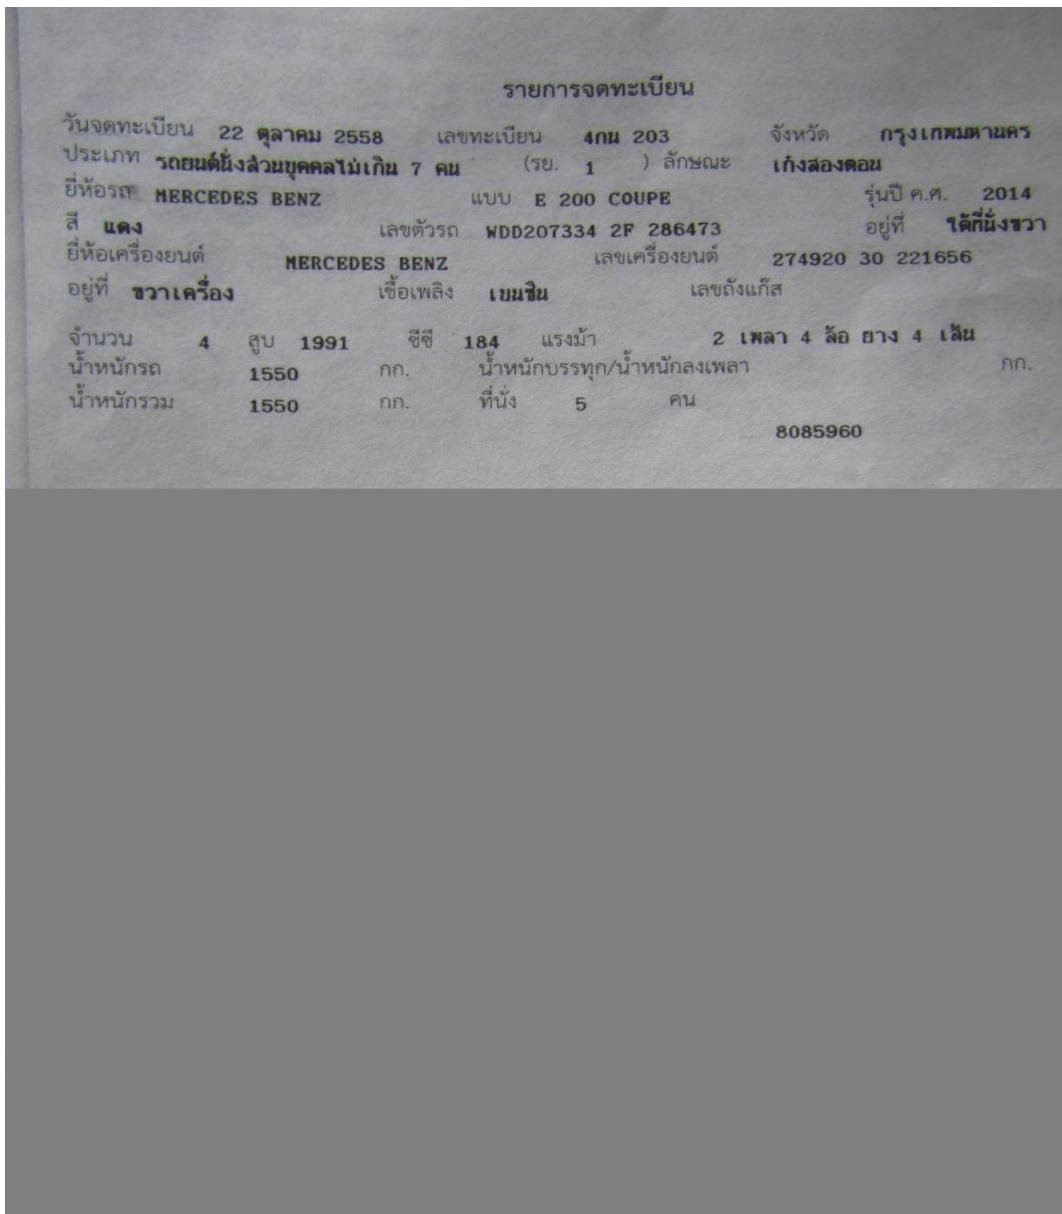 รายการจดทะเบียน
วันจดทะเบียน 22 ตุลาคม 2558 เลขทะเบียน 4กน 203 จังหวัด กรุงเทพมหานคร
ประเภท รถยนต์นั่งส่วนบุคคลไม่เกิน 7 คน (รย. 1 ) ลักษณะ เก๋งสองตอน
ยี่ห้อรถ MERCEDES BENZ แบบ E 200 COUPE รุ่นปี ค.ศ. 2014
สี แดง เลขตัวรถ WDD207334 2F 286473 อยู่ที่ ใต้ที่นั่งขวา
ยี่ห้อเครื่องยนต์ MERCEDES BENZ เลขเครื่องยนต์ 274920 30 221656
อยู่ที่ ขวาเครื่อง เชื้อเพลิง เบนซิน เลขถังแก๊ส
จำนวน 4 สูบ 1991 ซีซี 184 แรงม้า 2 เพลา 4 ล้อ ยาง 4 เส้น
น้ำหนักรถ 1550 กก. น้ำหนักบรรทุก/น้ำหนักลงเพลา กก.
น้ำหนักรวม 1550 กก. ที่นั่ง 5 คน
8085960